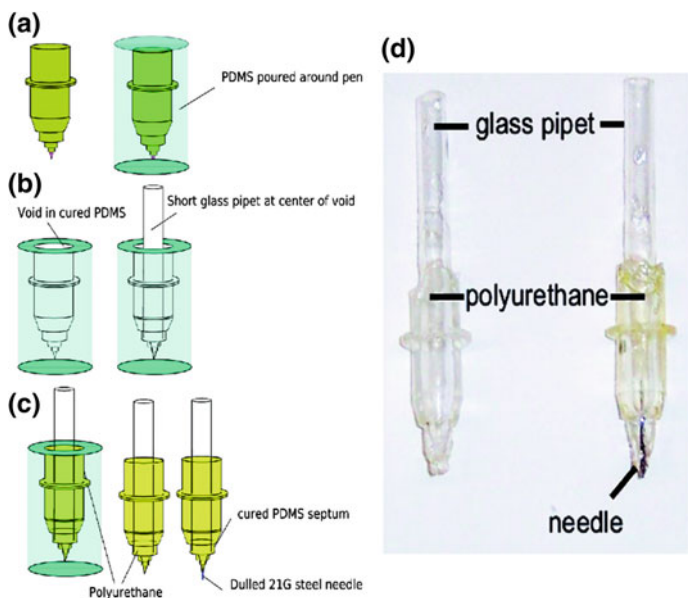 (a)
PDMS poured around pen
(b)
Short glass pipet at center of void
Void in cured PDMS
(c)
cured PDMS septum
Polyurethane
Dulled 21G steel needle
(d)
glass pipet
polyurethane
needle